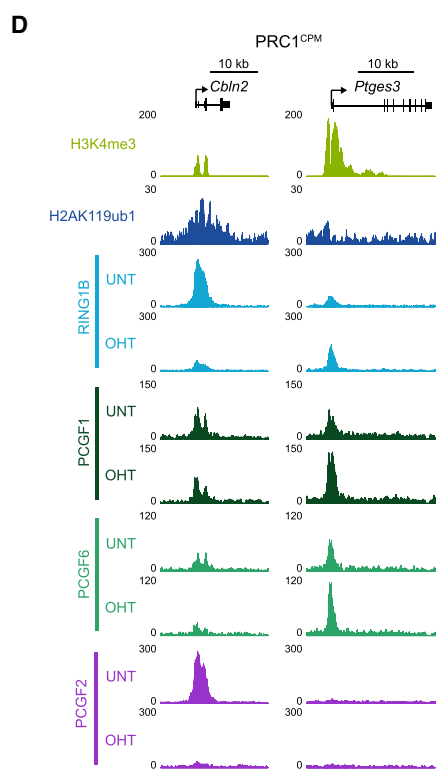 D
PRC1CPM
10 kb 10 kb
Cbln2 Ptges3
200 200
H3K4me3
0 0
30 30
H2AK119ub1
0 0
300 300
RING1B
UNT
0 0
300 300
OHT
0 0
150 150
PCGF1
UNT
0 0
150 150
OHT
0 0
120 120
PCGF6
UNT
0 0
120 120
OHT
0 0
300 300
PCGF2
UNT
0 0
300 300
OHT
0 0